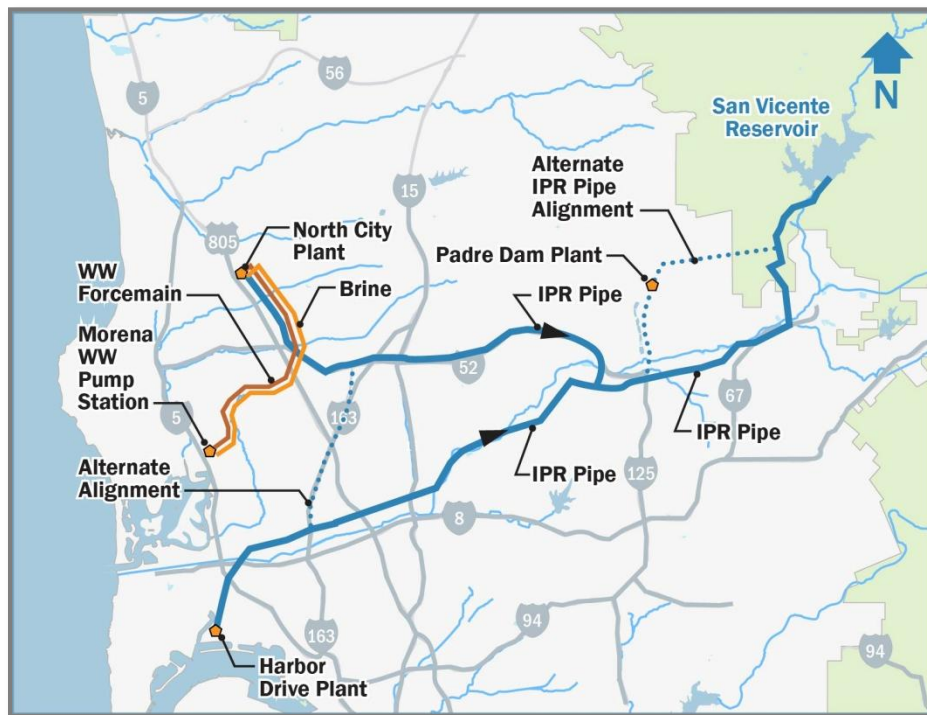 56
5
N
San Vicente
Reservoir
Alternate
IPR Pipe
Alignment
15
805
North City
Plant
Padre Dam Plant
WW
Forcemain
Brine
IPR Pipe
Morena
WW
Pump
Station
52
5
163
67
IPR Pipe
Alternate
Alignment
IPR Pipe
125
8
163
94
94
Harbor
Drive Plant